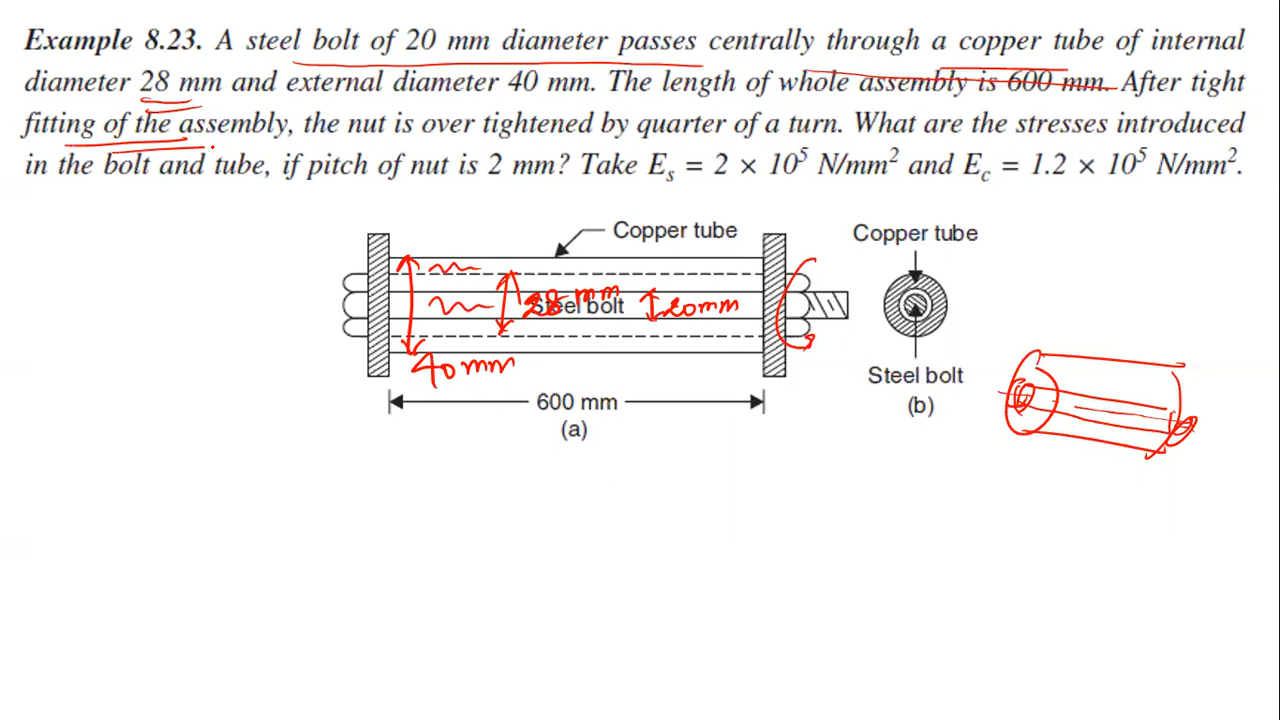 Example 8.23. A steel bolt of 20 mm diameter passes centrally through a copper tube of internal
diameter 28 mm and external diameter 40 mm. The length of whole assembly is 600 mm. After tight
fitting of the assembly, the nut is over tightened by quarter of a turn. What are the stresses introduced
in the bolt and tube, if pitch of nut is 2 mm? Take Es = 2 × 10⁵ N/mm² and Ec = 1.2 × 10⁵ N/mm².
Copper tube
Copper tube
28 mm
Steel bolt
20mm
40mm
Steel bolt
600 mm
(b)
(a)